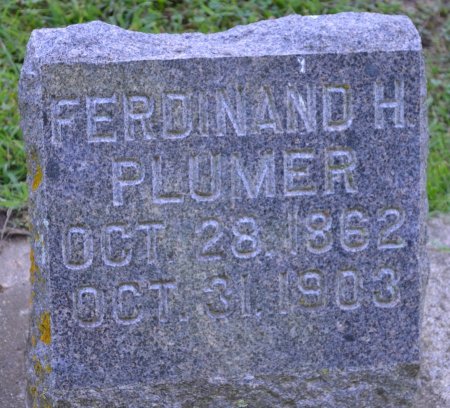 FERDINAND H
PLUMER
OCT. 28. 1862
OCT. 31. 1903